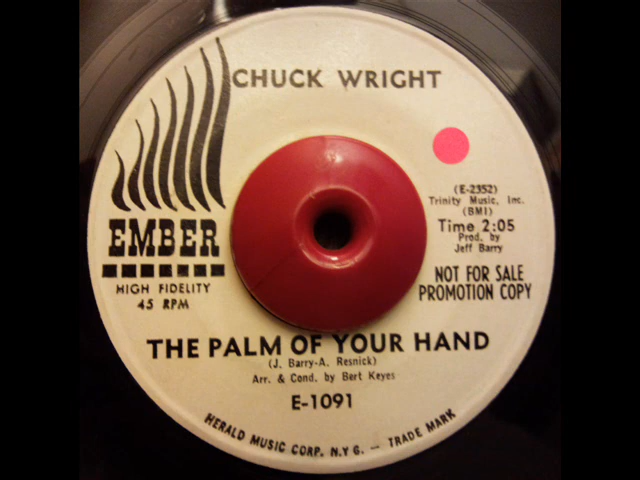 CHUCK WRIGHT
EMBER
HIGH FIDELITY
45 RPM
(E-2352)
Trinity Music, Inc.
(BMI)
Time 2:05
Prod. by
Jeff Barry
NOT FOR SALE
PROMOTION COPY
THE PALM OF YOUR HAND
(J. Barry-A. Resnick)
Arr. & Cond. by Bert Keyes
E-1091
HERALD MUSIC CORP. N.Y.G. — TRADE MARK